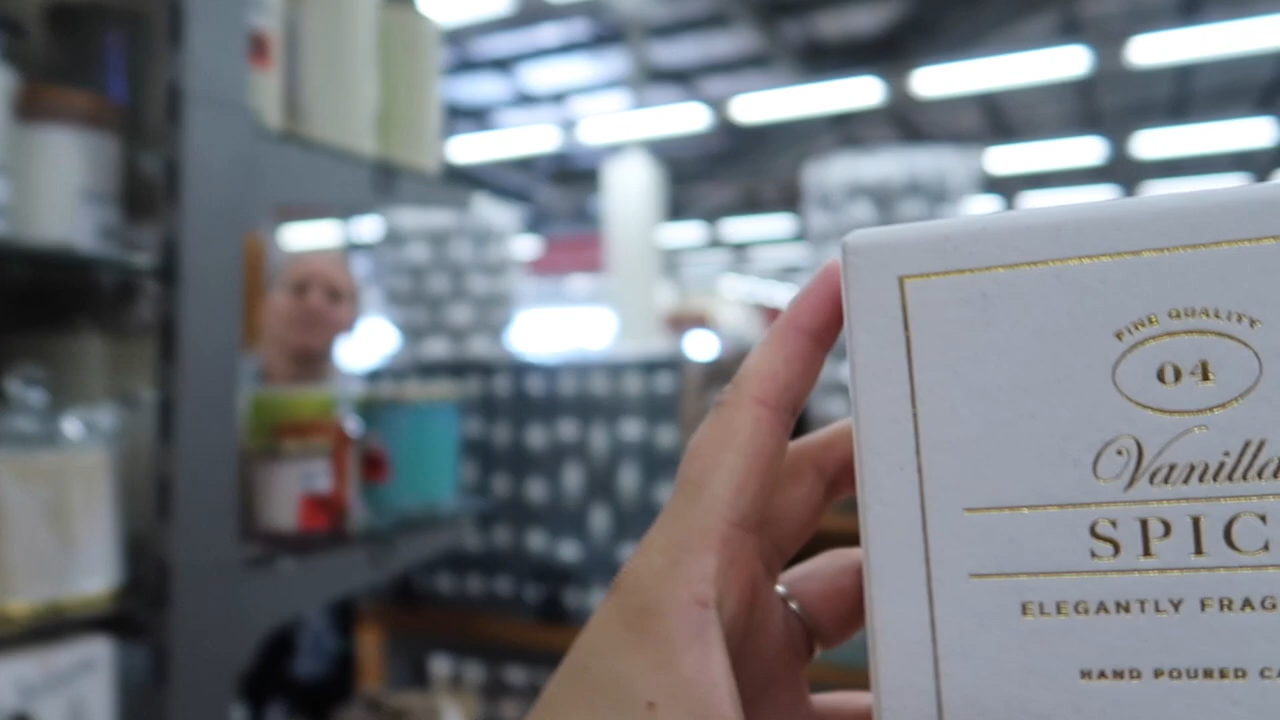 FINE QUALITY
04
Vanilla
SPIC
ELEGANTLY FRAG
HAND POURED CA